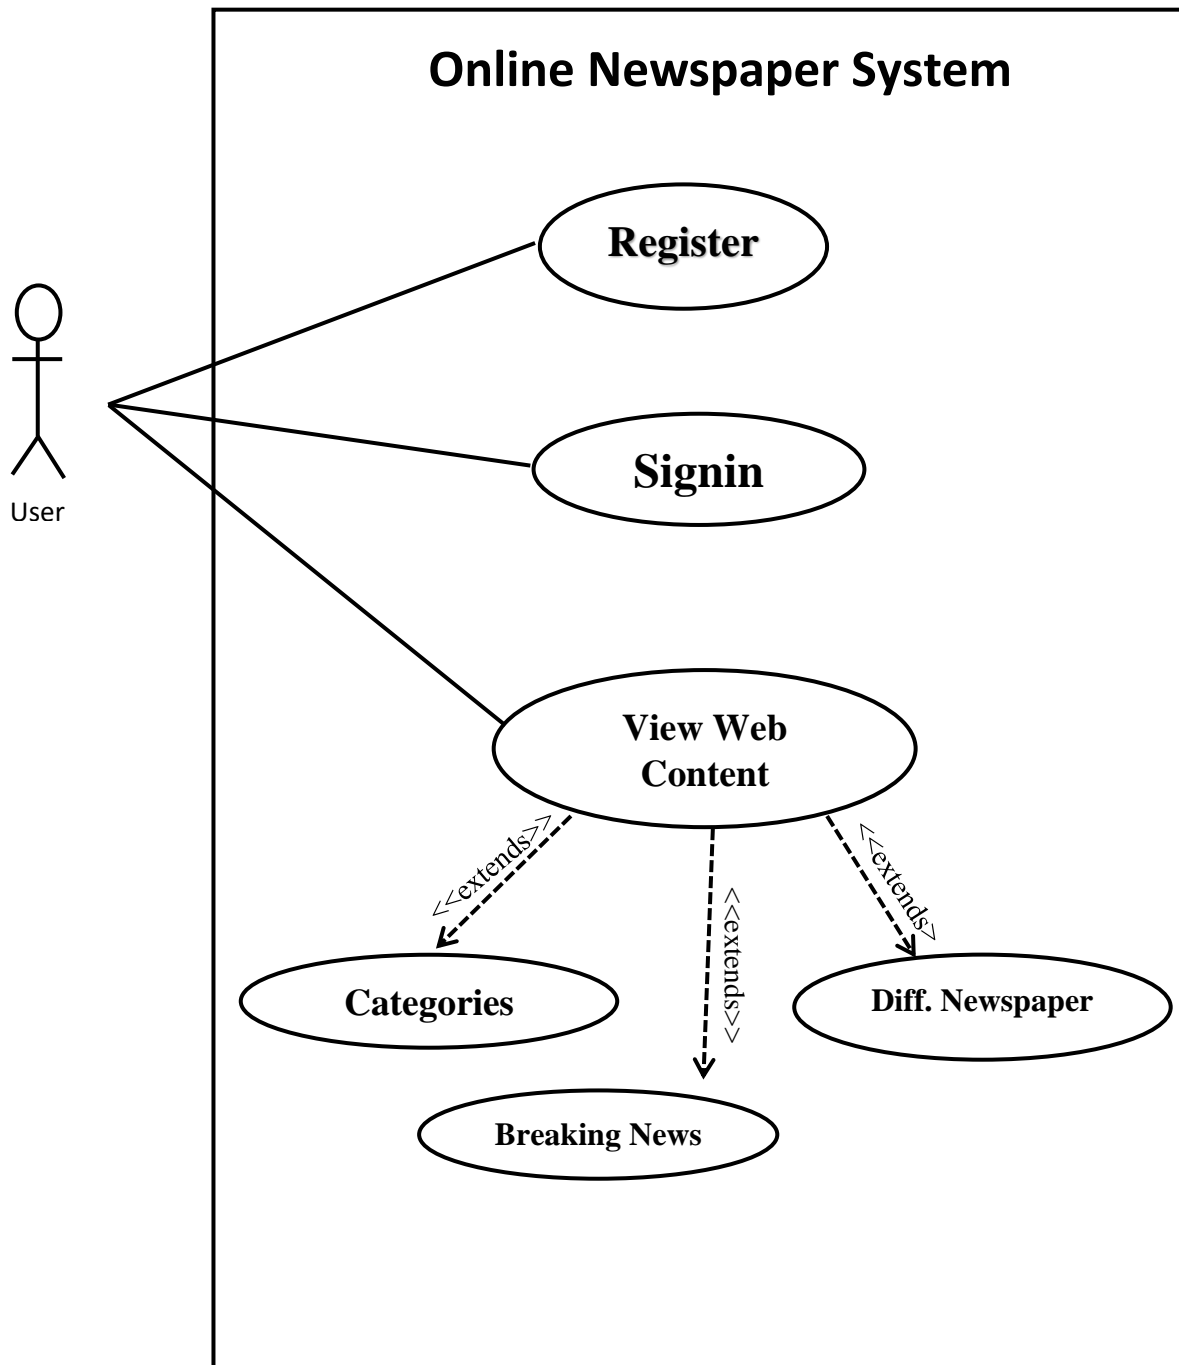 Online Newspaper System
Register
Signin
User
View Web
Content
<<extends>>
<<extends>>
<<extends>
Categories
Diff. Newspaper
Breaking News